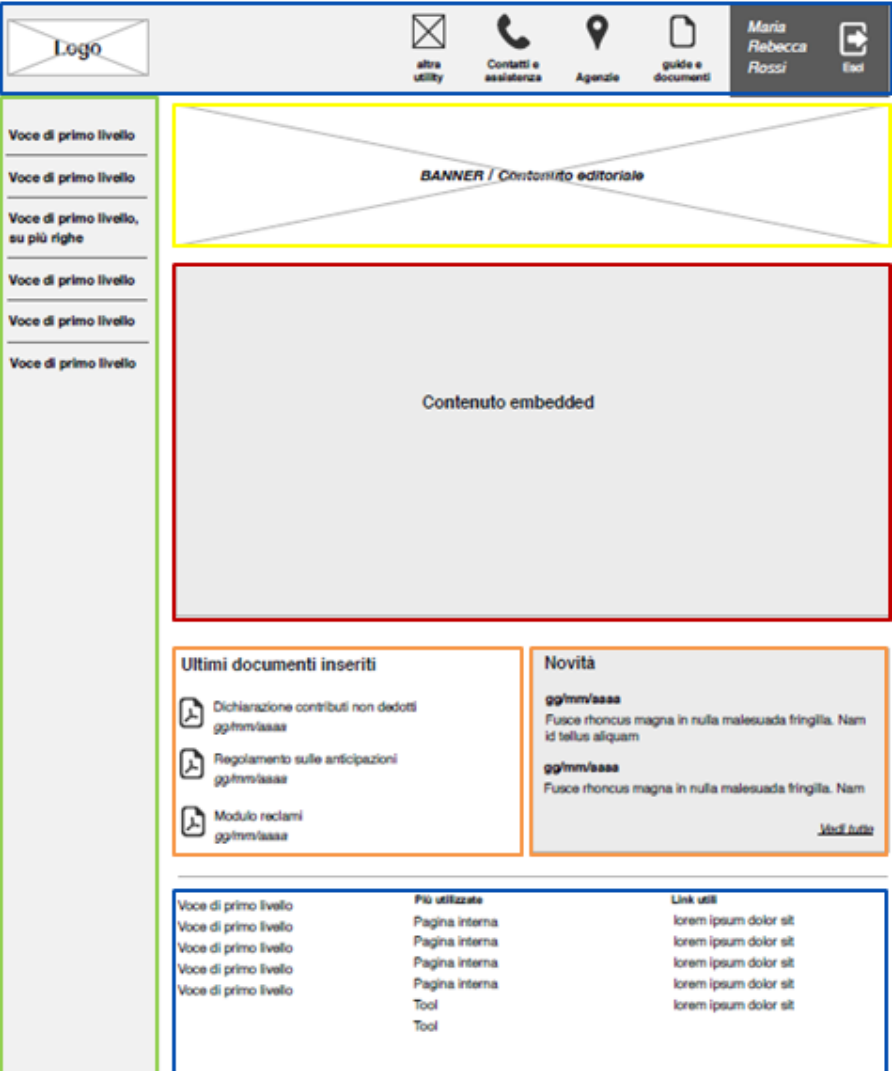 Logo
altra
utility
Contatti e
assistenza
Agenzie
guide e
documenti
Maria
Rebecca
Rossi
Esci
Voce di primo livello
Voce di primo livello
Voce di primo livello,
su più righe
Voce di primo livello
Voce di primo livello
Voce di primo livello
BANNER / Contenuto editoriale
Contenuto embedded
Ultimi documenti inseriti
Dichiarazione contributi non dedotti
gg/mm/aaaa
Regolamento sulle anticipazioni
gg/mm/aaaa
Modulo reclami
gg/mm/aaaa
Novità
gg/mm/aaaa
Fusce rhoncus magna in nulla malesuada fringilla. Nam
id tellus aliquam
gg/mm/aaaa
Fusce rhoncus magna in nulla malesuada fringilla. Nam
Vedi tutte
Voce di primo livello
Voce di primo livello
Voce di primo livello
Voce di primo livello
Voce di primo livello
Più utilizzate
Pagina interna
Pagina interna
Pagina interna
Pagina interna
Tool
Tool
Link utili
lorem ipsum dolor sit
lorem ipsum dolor sit
lorem ipsum dolor sit
lorem ipsum dolor sit
lorem ipsum dolor sit